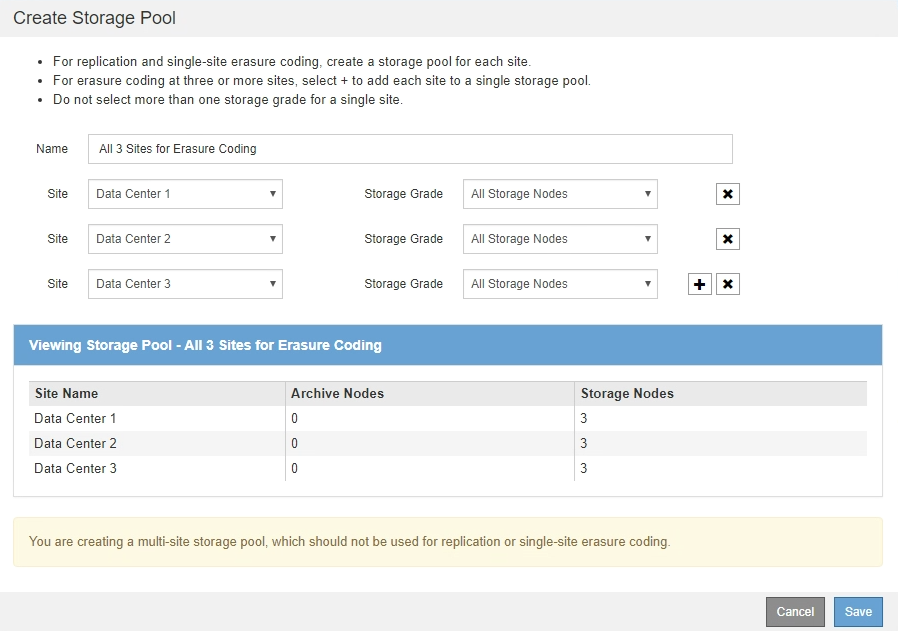 Create Storage Pool
• For replication and single-site erasure coding, create a storage pool for each site.
• For erasure coding at three or more sites, select + to add each site to a single storage pool.
• Do not select more than one storage grade for a single site.
Name All 3 Sites for Erasure Coding
Site Data Center 1 ▼ Storage Grade All Storage Nodes ▼ ✖
Site Data Center 2 ▼ Storage Grade All Storage Nodes ▼ ✖
Site Data Center 3 ▼ Storage Grade All Storage Nodes ▼ + ✖
Viewing Storage Pool - All 3 Sites for Erasure Coding
Site Name Archive Nodes Storage Nodes
Data Center 1 0 3
Data Center 2 0 3
Data Center 3 0 3
You are creating a multi-site storage pool, which should not be used for replication or single-site erasure coding.
Cancel Save